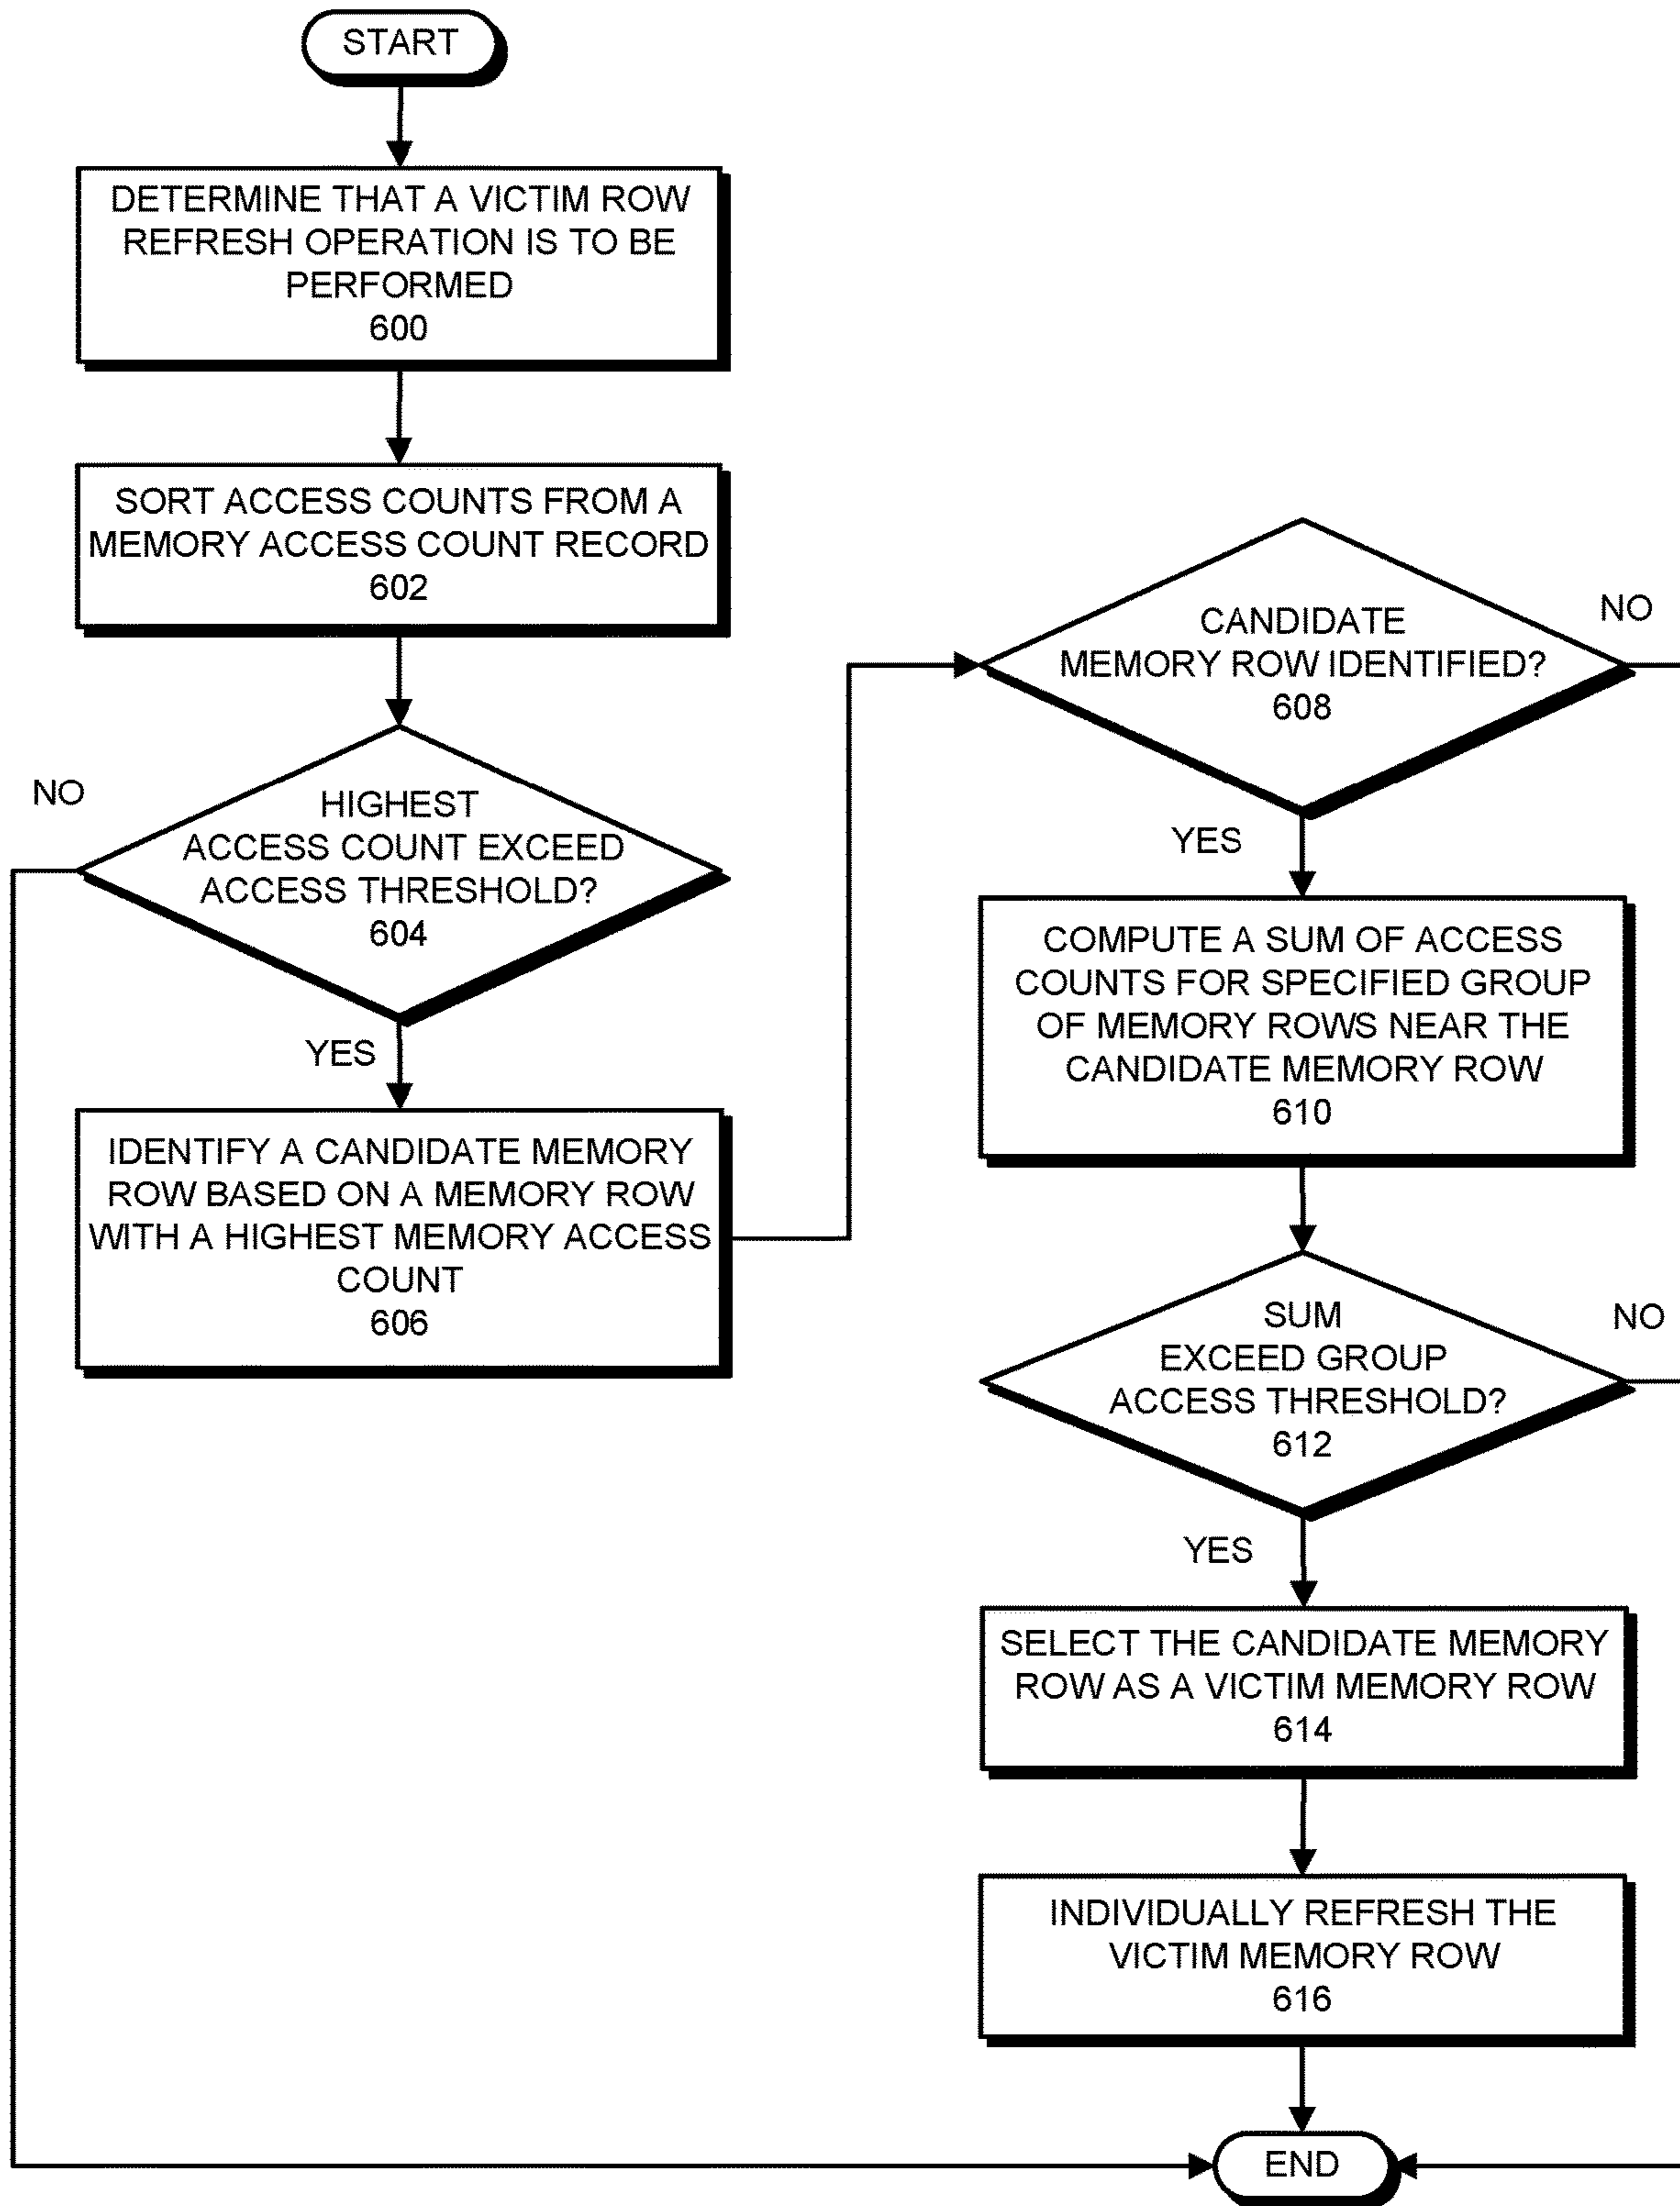 START
DETERMINE THAT A VICTIM ROW
REFRESH OPERATION IS TO BE
PERFORMED
600
SORT ACCESS COUNTS FROM A
MEMORY ACCESS COUNT RECORD
602
NO
HIGHEST
ACCESS COUNT EXCEED
ACCESS THRESHOLD?
604
YES
IDENTIFY A CANDIDATE MEMORY
ROW BASED ON A MEMORY ROW
WITH A HIGHEST MEMORY ACCESS
COUNT
606
CANDIDATE
MEMORY ROW IDENTIFIED?
608
NO
YES
COMPUTE A SUM OF ACCESS
COUNTS FOR SPECIFIED GROUP
OF MEMORY ROWS NEAR THE
CANDIDATE MEMORY ROW
610
SUM
EXCEED GROUP
ACCESS THRESHOLD?
612
NO
YES
SELECT THE CANDIDATE MEMORY
ROW AS A VICTIM MEMORY ROW
614
INDIVIDUALLY REFRESH THE
VICTIM MEMORY ROW
616
END